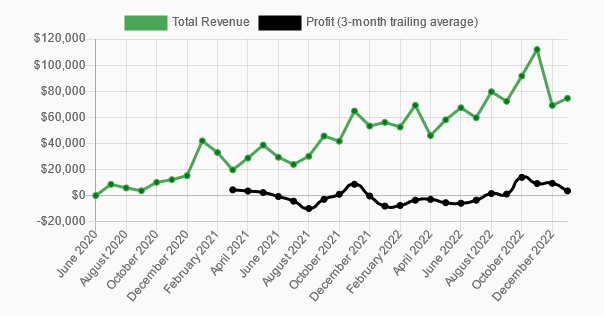 Total Revenue Profit (3-month trailing average)
$120,000
$100,000
$80,000
$60,000
$40,000
$20,000
$0
-$20,000
June 2020
August 2020
October 2020
December 2020
February 2021
April 2021
June 2021
August 2021
October 2021
December 2021
February 2022
April 2022
June 2022
August 2022
October 2022
December 2022